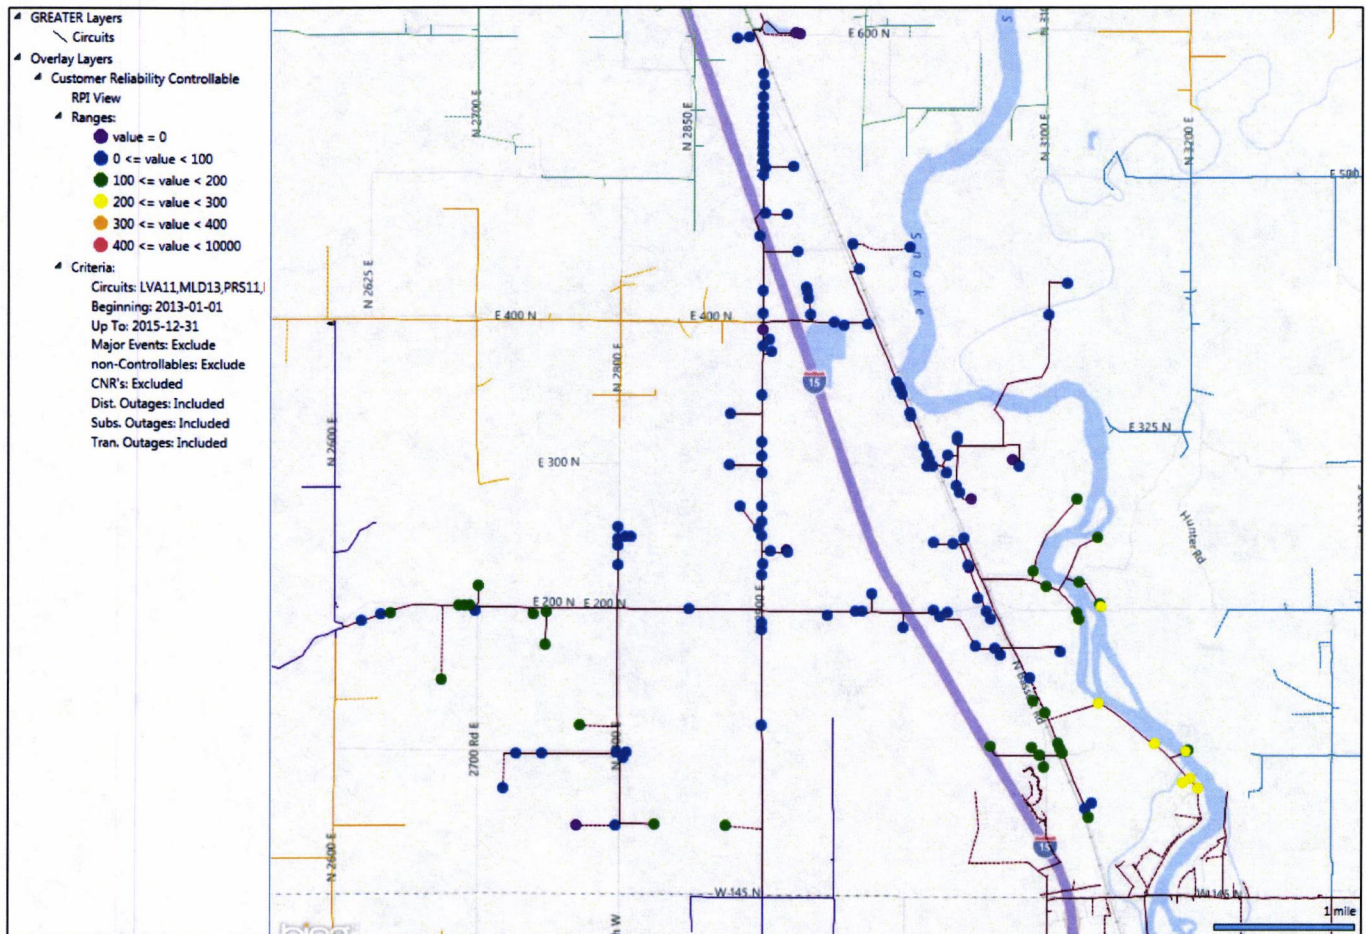 GREATER Layers
Circuits
Overlay Layers
Customer Reliability Controllable
RPI View
Ranges:
value = 0
0 <= value < 100
100 <= value < 200
200 <= value < 300
300 <= value < 400
400 <= value < 10000
Criteria:
Circuits: LVA11,MLD13,PRS11,
Beginning: 2013-01-01
Up To: 2015-12-31
Major Events: Exclude
non-Controllables: Exclude
CNR's: Excluded
Dist. Outages: Included
Subs. Outages: Included
Tran. Outages: Included
E 600 N
N 2700 E
N 2850 E
N 3100 E
N 3200 E
E 500
N 2625 E
Snake
E 400 N
E 400 N
N 2800 E
15
N 2600 E
E 325 N
E 300 N
Hunter Rd
E 200 N
E 200 N
2700 Rd E
15
N 2600 E
W 145 N
W 145 N
1 mile